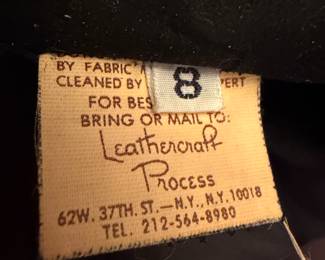 BY FABRIC
CLEANED BY
8
FOR BES
BRING OR MAIL TO:
Leathercraft
Process
62W. 37TH. ST.—N.Y., N.Y. 10018
TEL. 212-564-8980